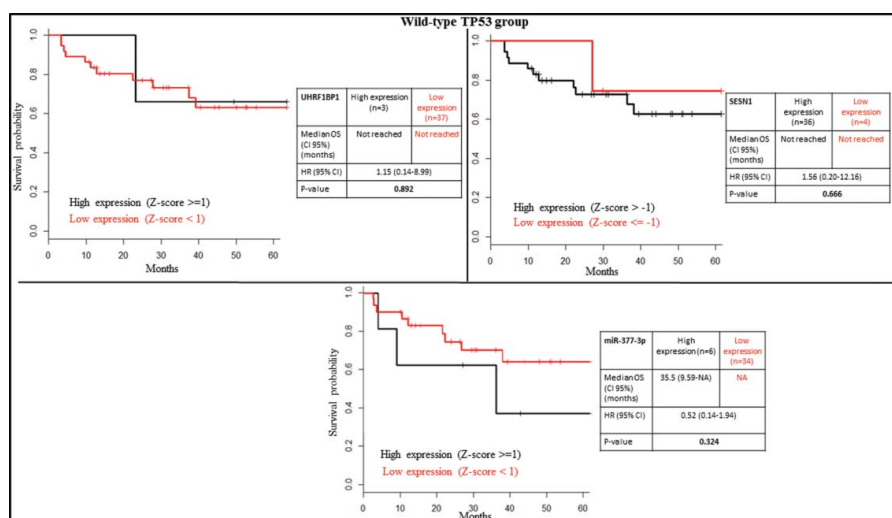 Wild-type TP53 group
Survival probability
1.0
0.8
0.6
0.4
0.2
0.0
High expression (Z-score >=1)
Low expression (Z-score < 1)
0 10 20 30 40 50 60
Months
UHRF1BP1 High expression (n=3) Low expression (n=37)
Median OS (CI 95%) (months) Not reached Not reached
HR (95% CI) 1.15 (0.14-8.99)
P-value 0.892
1.0
0.8
0.6
0.4
0.2
0.0
High expression (Z-score > -1)
Low expression (Z-score <= -1)
0 10 20 30 40 50 60
Months
SESN1 High expression (n=36) Low expression (n=4)
Median OS (CI 95%) (months) Not reached Not reached
HR (95% CI) 1.56 (0.20-12.16)
P-value 0.666
Survival probability
1.0
0.8
0.6
0.4
0.2
0.0
High expression (Z-score >=1)
Low expression (Z-score < 1)
0 10 20 30 40 50 60
Months
miR-377-3p High expression (n=6) Low expression (n=34)
Median OS (CI 95%) (months) 35.5 (9.59-NA) NA
HR (95% CI) 0.52 (0.14-1.94)
P-value 0.324